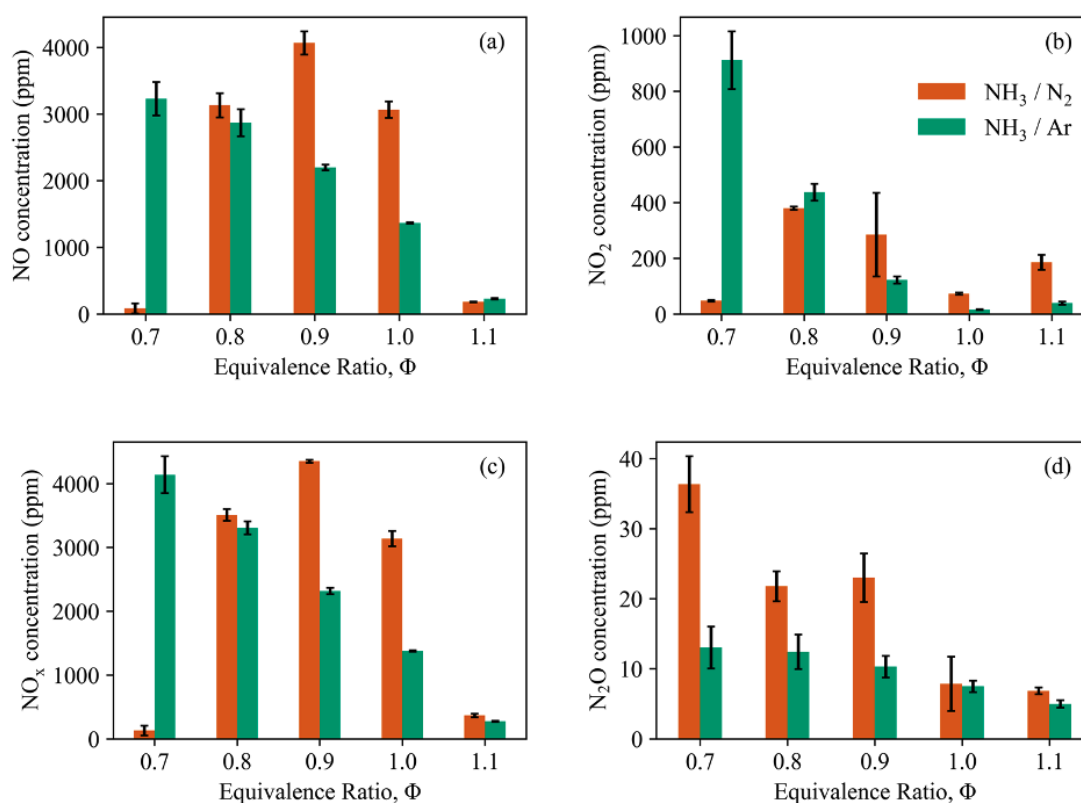 (a)
NO concentration (ppm)
4000
3000
2000
1000
0
0.7 0.8 0.9 1.0 1.1
Equivalence Ratio, Φ
(b)
NO₂ concentration (ppm)
1000
800
600
400
200
0
NH₃ / N₂
NH₃ / Ar
0.7 0.8 0.9 1.0 1.1
Equivalence Ratio, Φ
(c)
NOₓ concentration (ppm)
4000
3000
2000
1000
0
0.7 0.8 0.9 1.0 1.1
Equivalence Ratio, Φ
(d)
N₂O concentration (ppm)
40
30
20
10
0
0.7 0.8 0.9 1.0 1.1
Equivalence Ratio, Φ